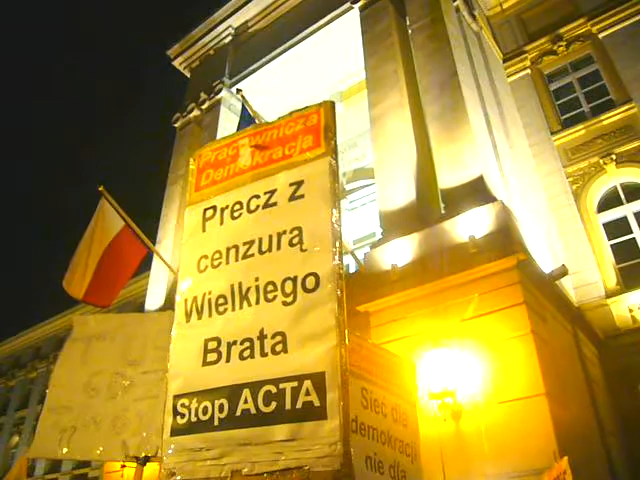 Pracownicza
Demokracja
Precz z
cenzurą
Wielkiego
Brata
Stop ACTA
Sieć dla
demokracji
nie dla